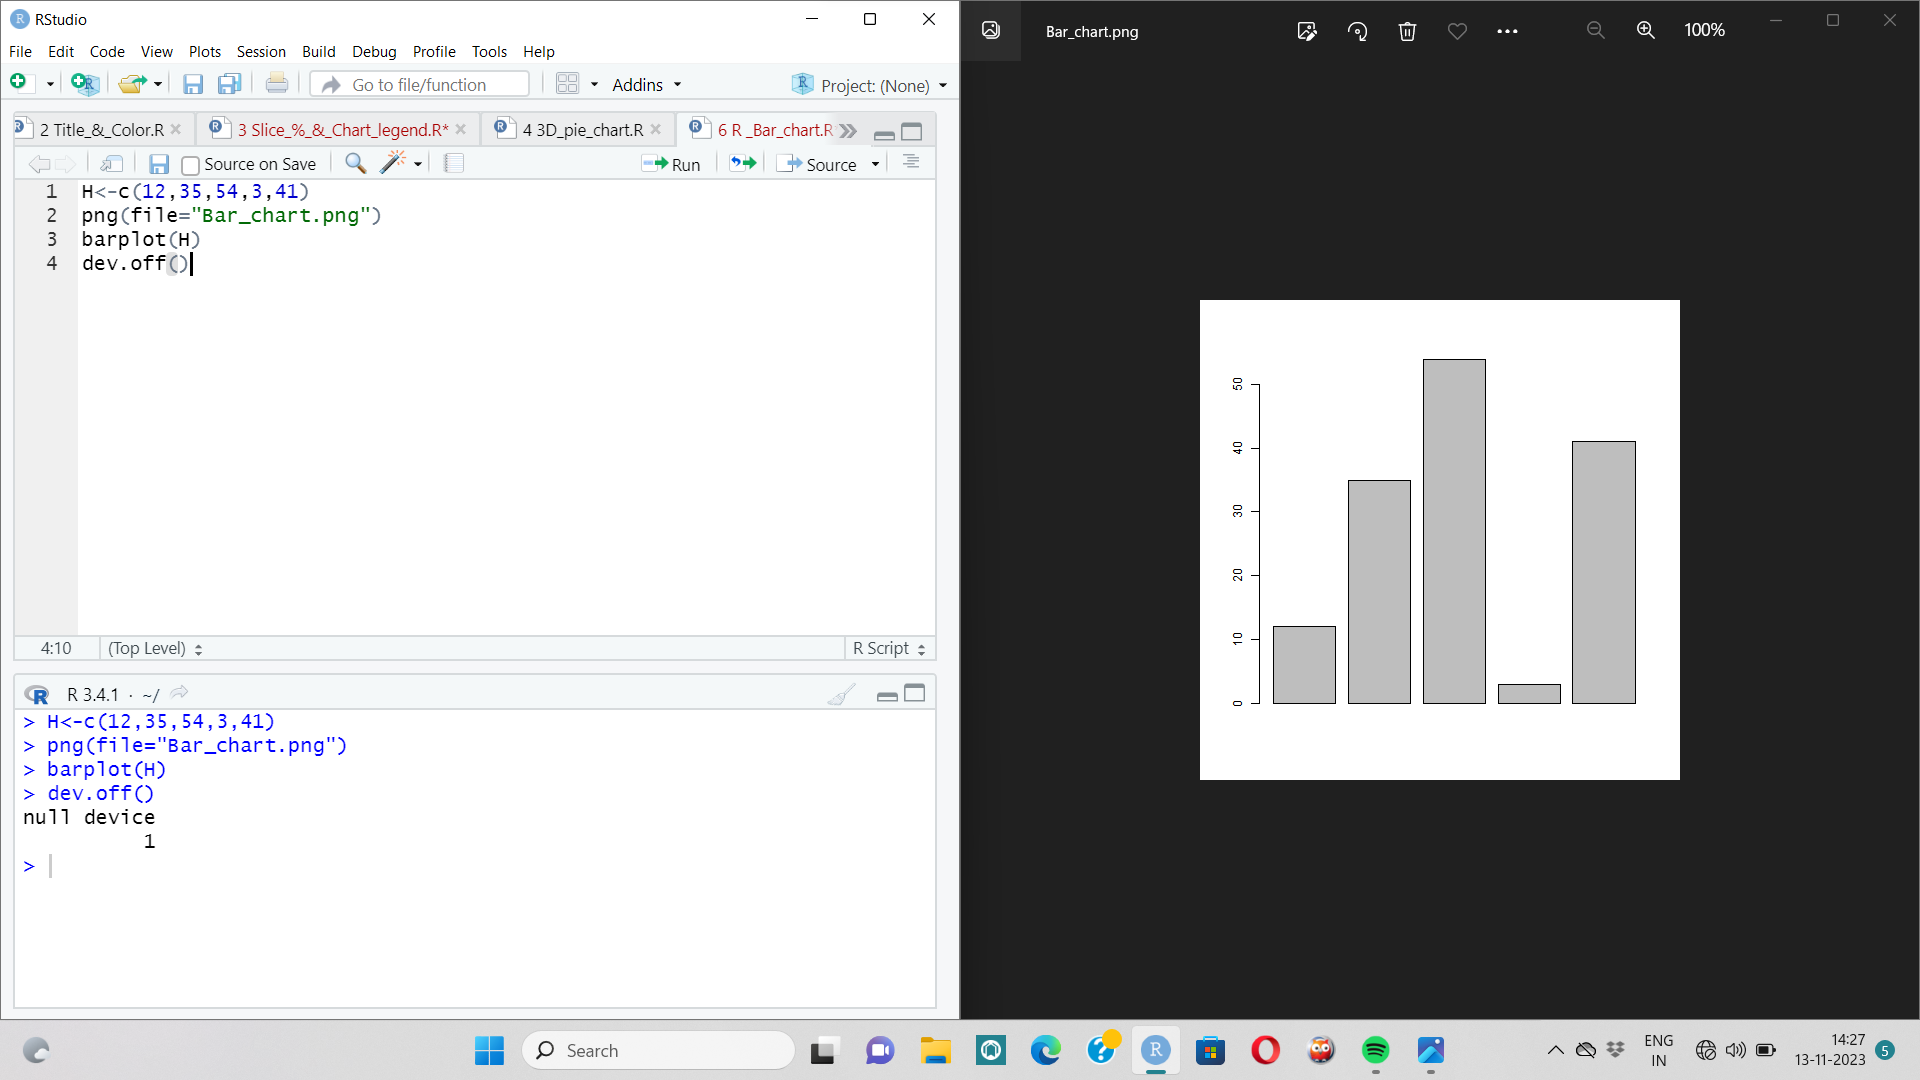 RStudio
File Edit Code View Plots Session Build Debug Profile Tools Help
Go to file/function Addins Project: (None)
2 Title_&_Color.R 3 Slice_%_&_Chart_legend.R* 4 3D_pie_chart.R 6 R _Bar_chart.R
Source on Save Run Source
1 H<-c(12,35,54,3,41)
2 png(file="Bar_chart.png")
3 barplot(H)
4 dev.off()
4:10 (Top Level) R Script
R 3.4.1 · ~/
> H<-c(12,35,54,3,41)
> png(file="Bar_chart.png")
> barplot(H)
> dev.off()
null device
1
>
Bar_chart.png 100%
50
40
30
20
10
0
Search
ENG
IN
14:27
13-11-2023
5